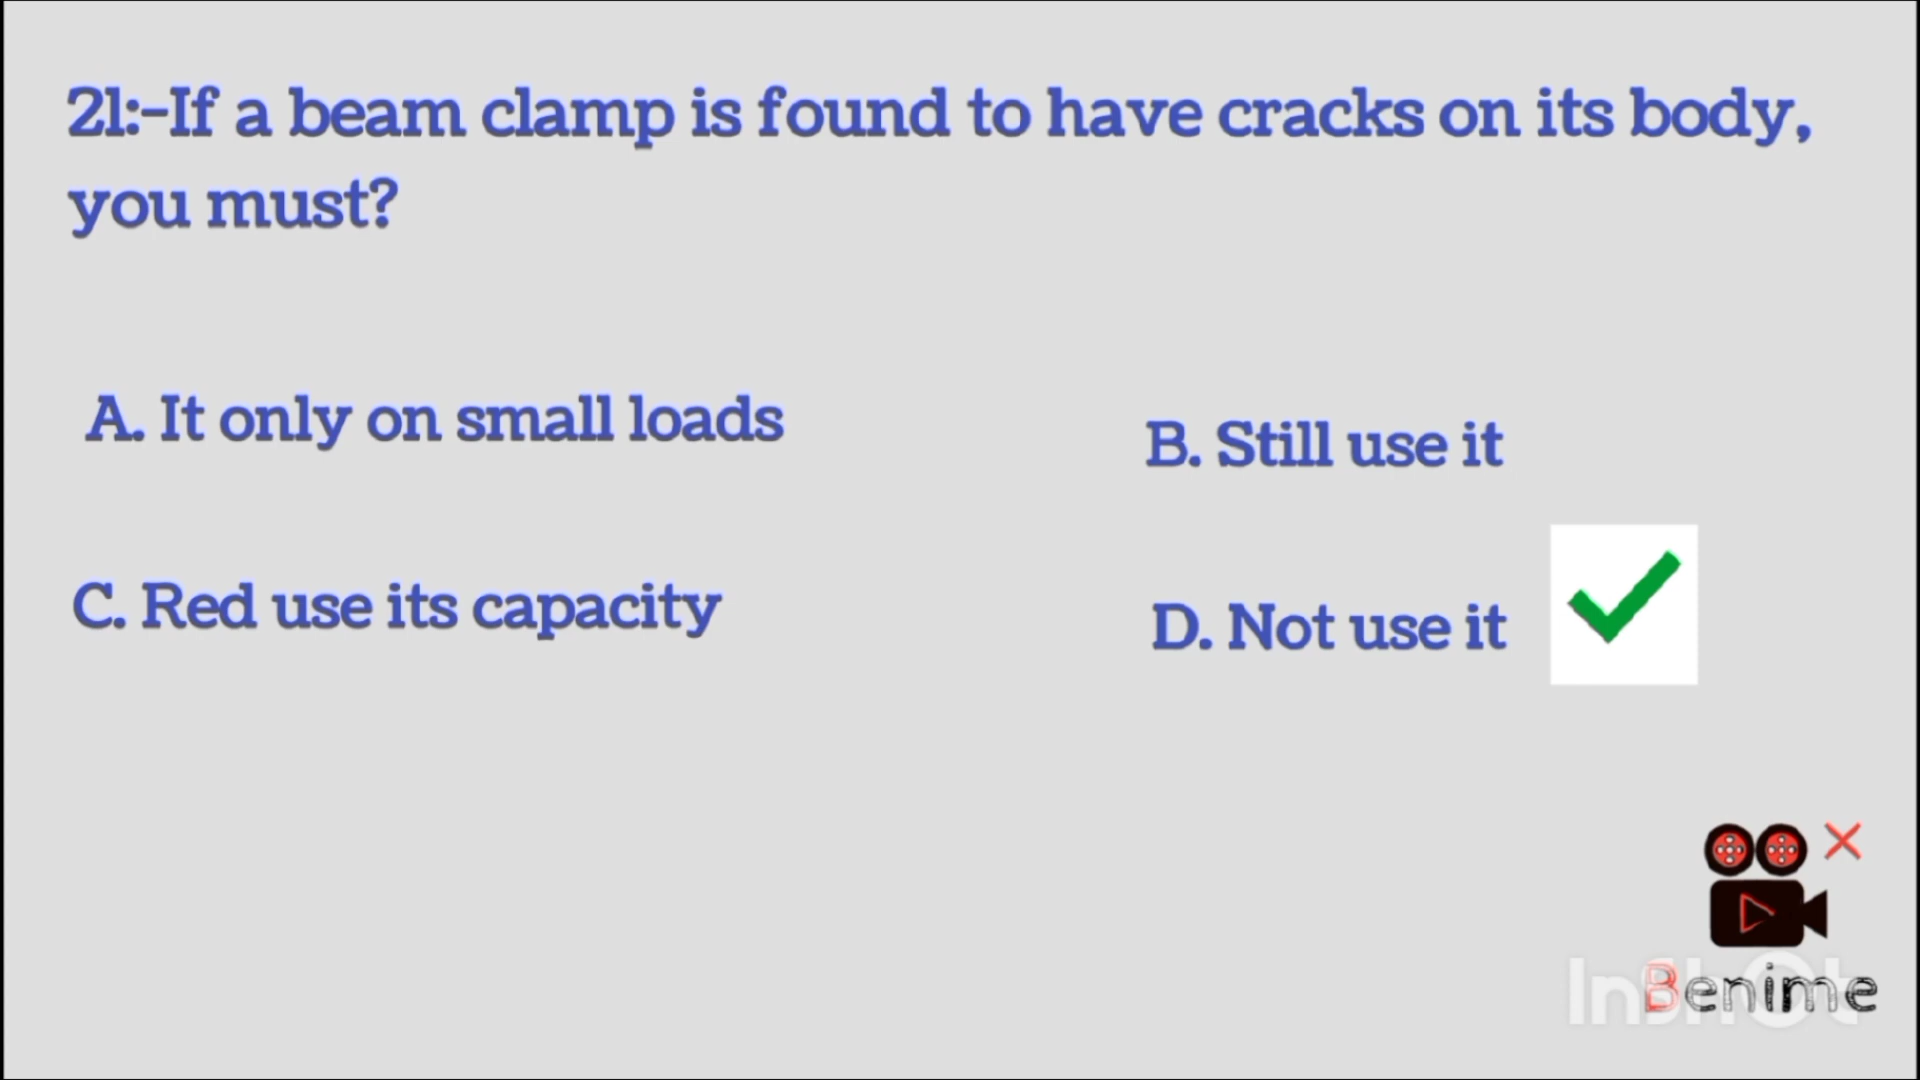 21:-If a beam clamp is found to have cracks on its body,
you must?
A. It only on small loads
B. Still use it
C. Red use its capacity
D. Not use it
InShOt
Benime